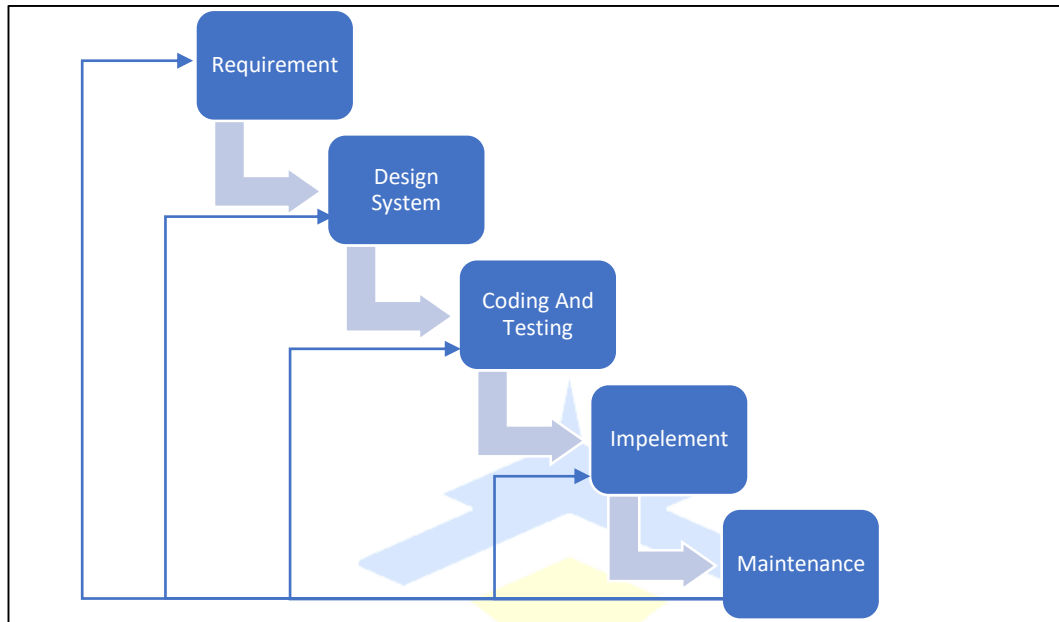 Requirement
Design
System
Coding And
Testing
Impelement
Maintenance